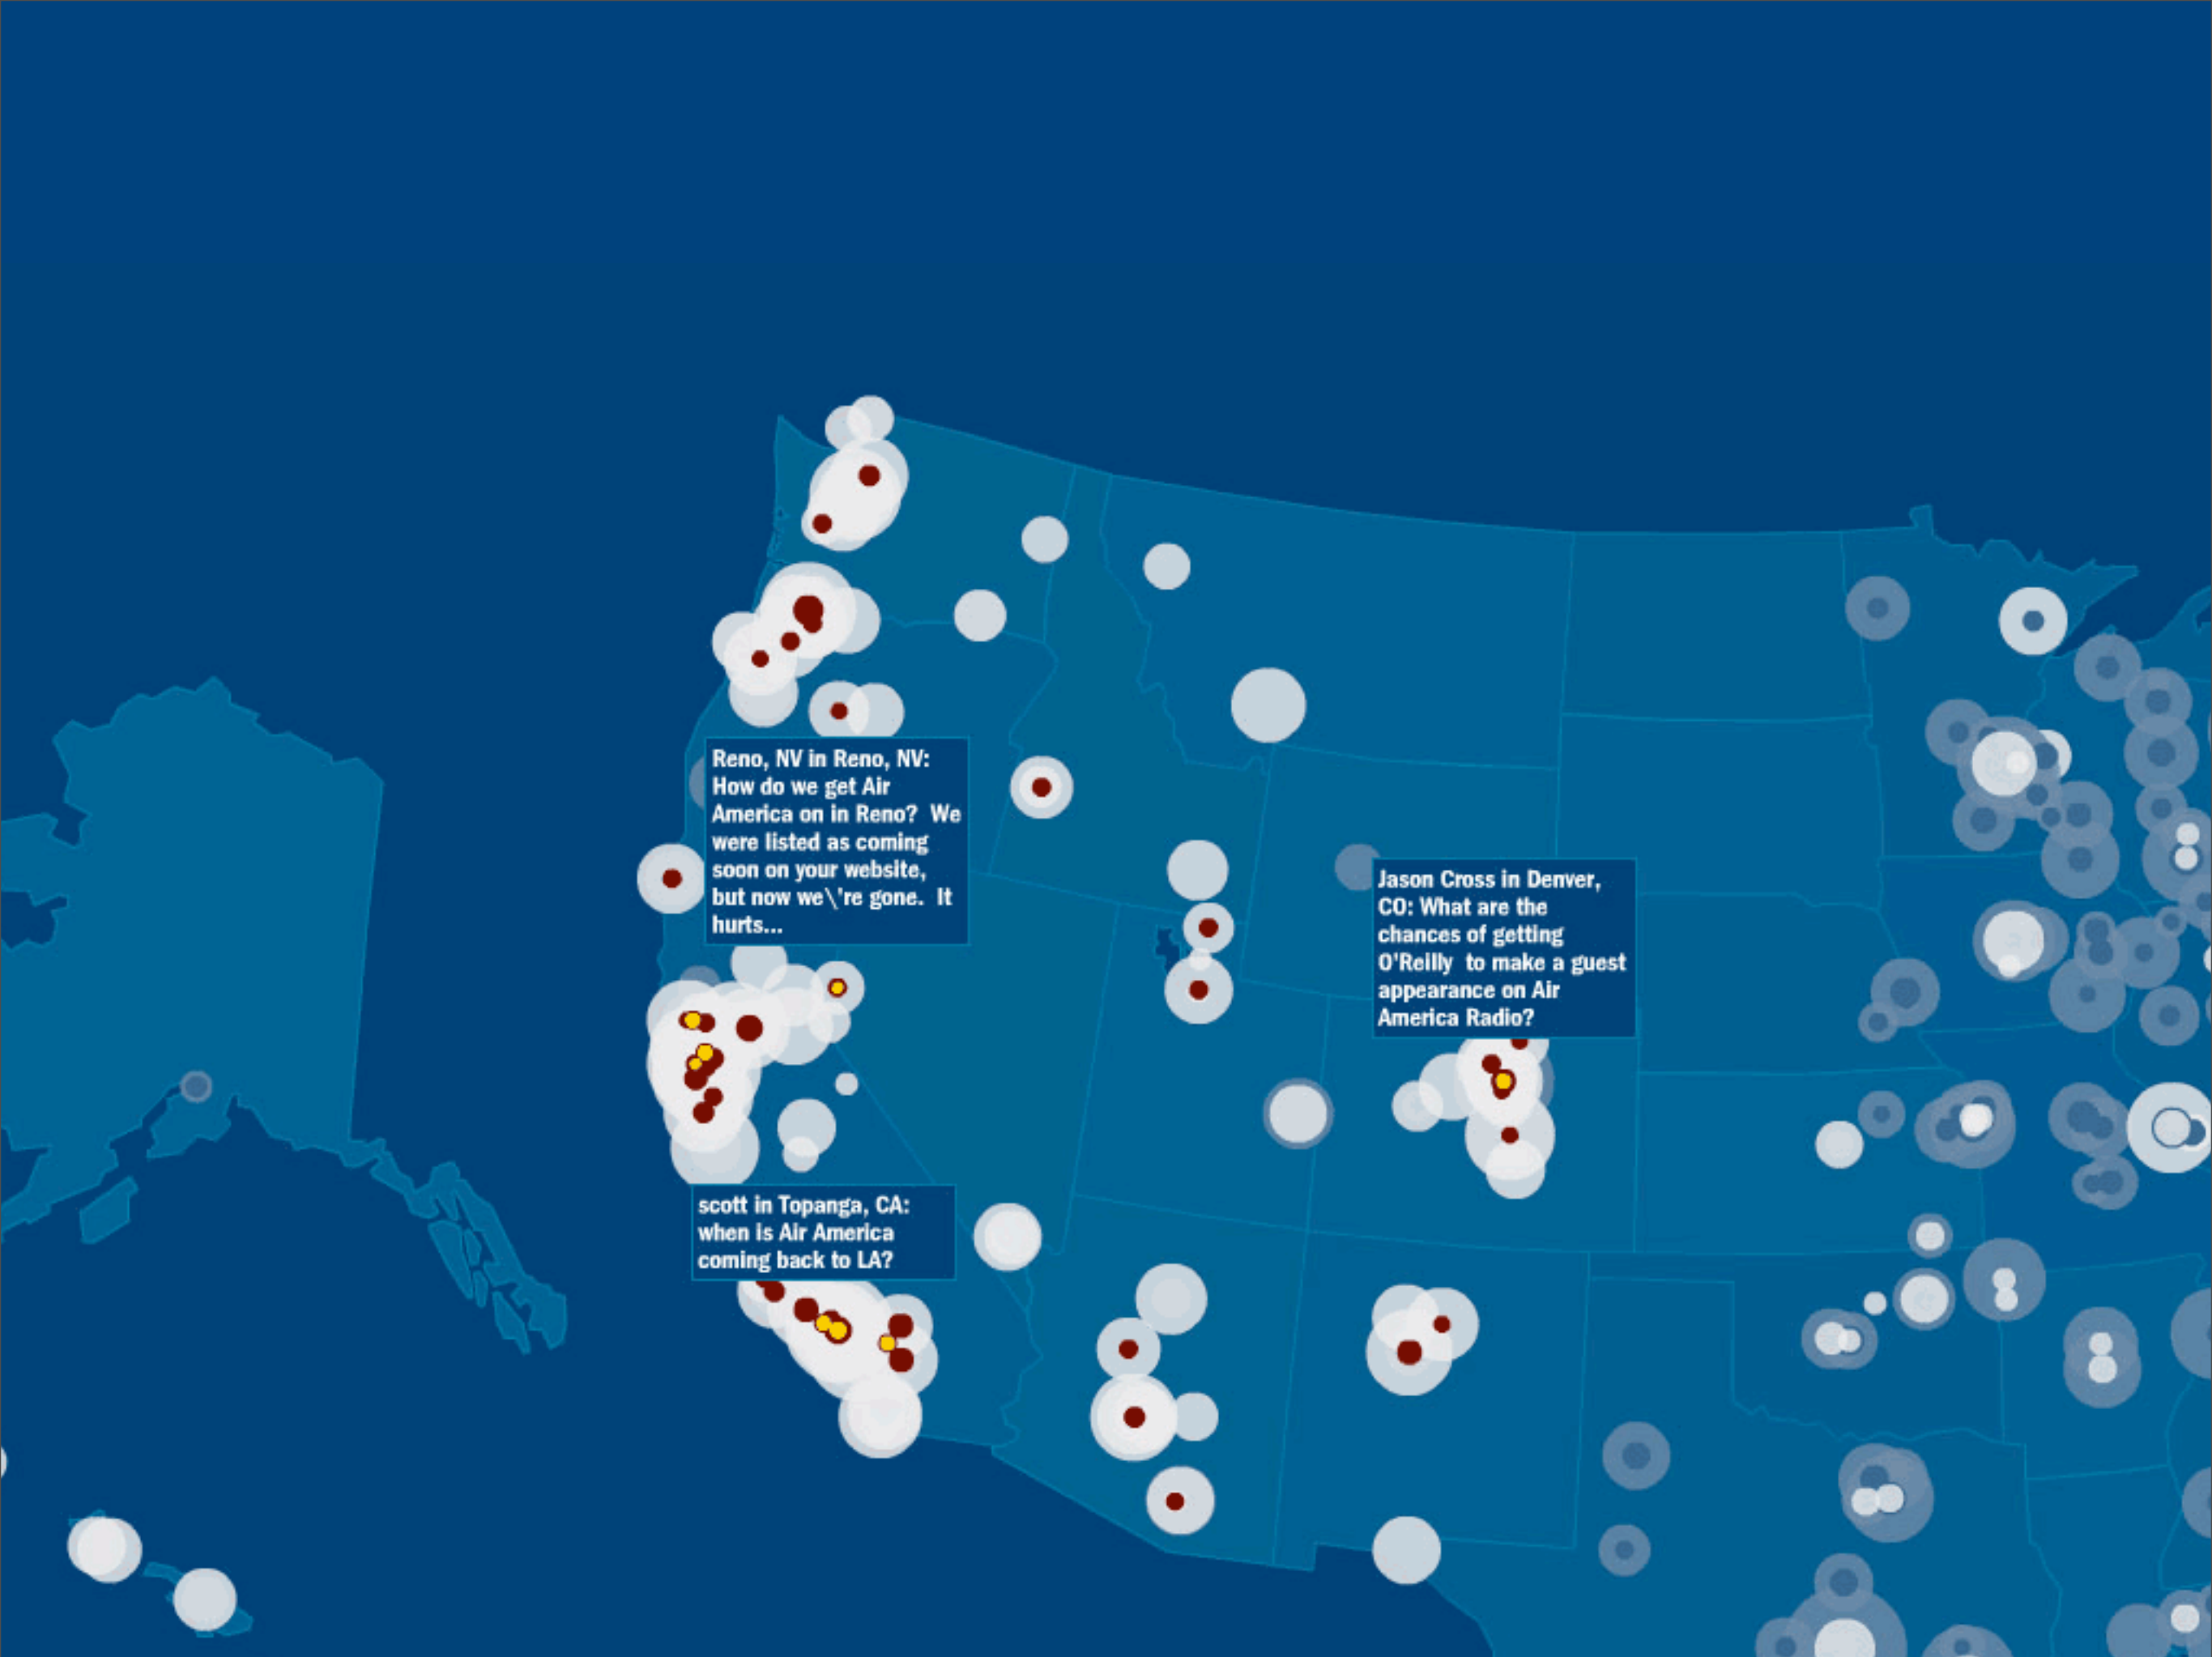 Reno, NV in Reno, NV:
How do we get Air
America on in Reno?  We
were listed as coming
soon on your website,
but now we\'re gone.  It
hurts...
Jason Cross in Denver,
CO: What are the
chances of getting
O'Reilly  to make a guest
appearance on Air
America Radio?
scott in Topanga, CA:
when is Air America
coming back to LA?